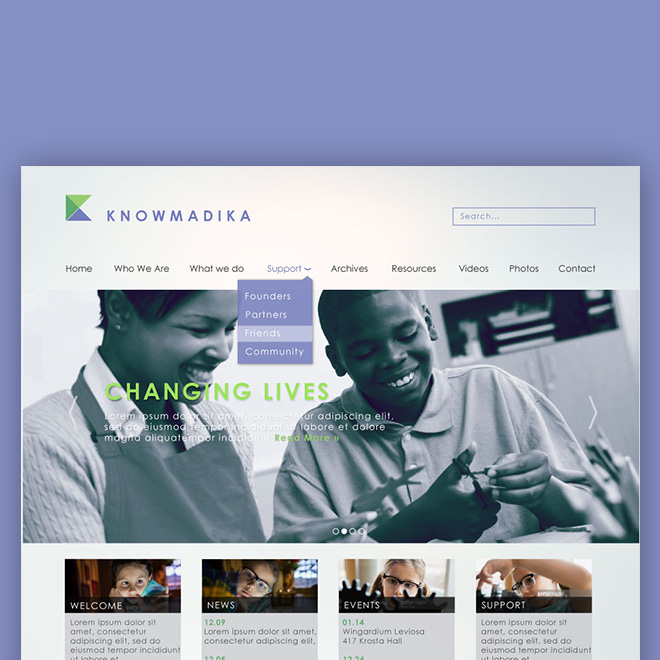 KNOWMADIKA
Search...
Home Who We Are What we do Support Archives Resources Videos Photos Contact
Founders
Partners
Friends
Community
CHANGING LIVES
Lorem ipsum dolor sit amet, consectetur adipiscing elit,
sed do eiusmod tempor incididunt ut labore et dolore
magna aliquatempor incididunt Read More »
WELCOME
Lorem ipsum dolor sit
amet, consectetur
adipiscing elit, sed do
eiusmod tempor incididunt
ut labore et
NEWS
12.09
Lorem ipsum dolor sit
amet, consectetur elit,
12.05
EVENTS
01.14
Wingardium Leviosa
417 Krosta Hall
12.24
SUPPORT
Lorem ipsum dolor sit
amet, consectetur
adipiscing elit, sed do
eiusmod tempor incididunt
ut labore et